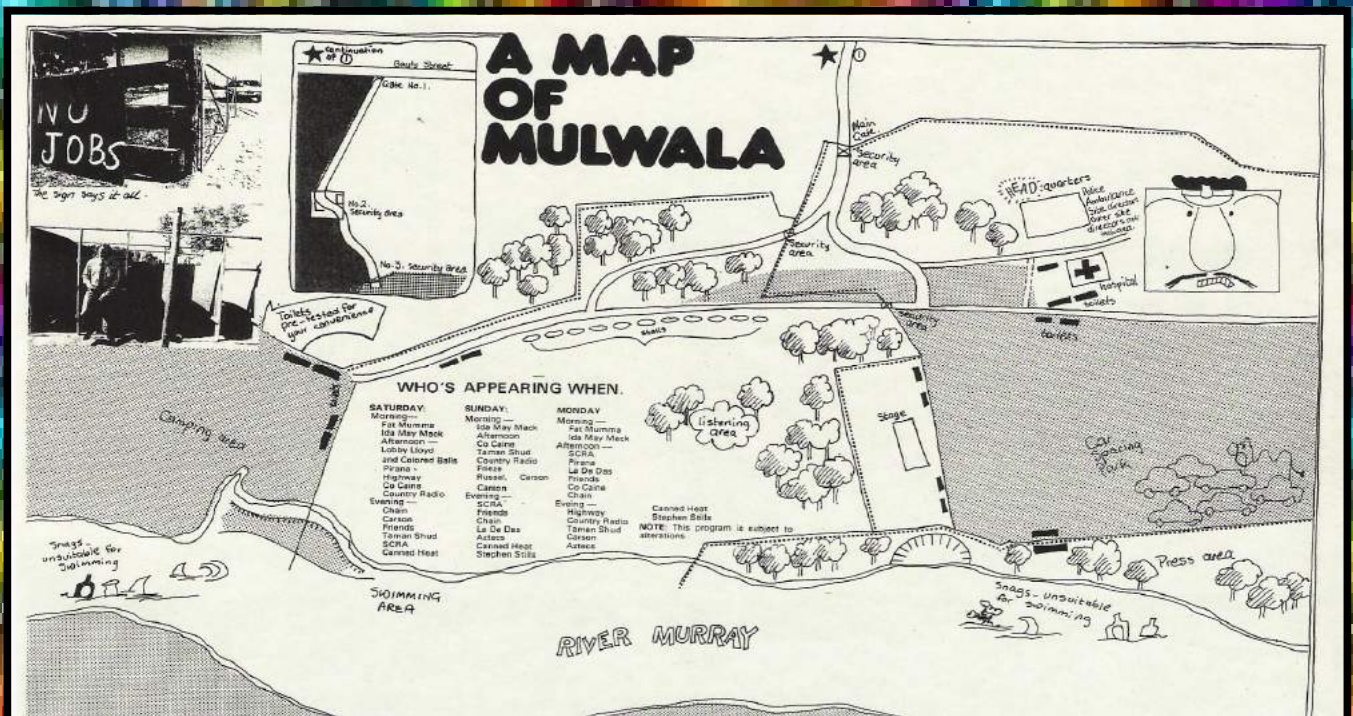 A MAP
OF
MULWALA
NO
JOBS
The sign says it all.
continuation
of ①
Gate No.1.
No.2.
Security area
No.3. Security area
①
Main
Gate
Security
area
HEAD:quarters
Police
Ambulance
Site directors
hospital
toilets
toilets
Security
area
Security
area
Toilets
pre-tested for
your convenience
Stalls
toilets
Camping area
WHO'S APPEARING WHEN.
SATURDAY:
Morning—
Fat Mumma
Ida May Mack
Afternoon —
Lobby Lloyd
and Colored Balls
Pirana -
Highway
Co Caine
Country Radio
Evening —
Chain
Carson
Friends
Taman Shud
SCRA
Canned Heat
SUNDAY:
Morning —
Ida May Mack
Afternoon
Co Caine
Taman Shud
Country Radio
Frieze
Russel, Carson
Carson
Evening —
SCRA
Friends
Chain
La De Das
Aztecs
Canned Heat
Stephen Stills
MONDAY
Morning —
Fat Mumma
Ida May Mack
Afternoon —
SCRA
Pirana
La De Das
Friends
Co Caine
Chain
Evening —
Highway
Country Radio
Taman Shud
Carson
Aztecs
Canned Heat
Stephen Stills
NOTE: This program is subject to
alterations
listening
area
Stage
Car
Spacing
Park
Press area
Snags-
unsuitable for
Swimming
SWIMMING
AREA
Snags-unsuitable
for swimming
RIVER MURRAY